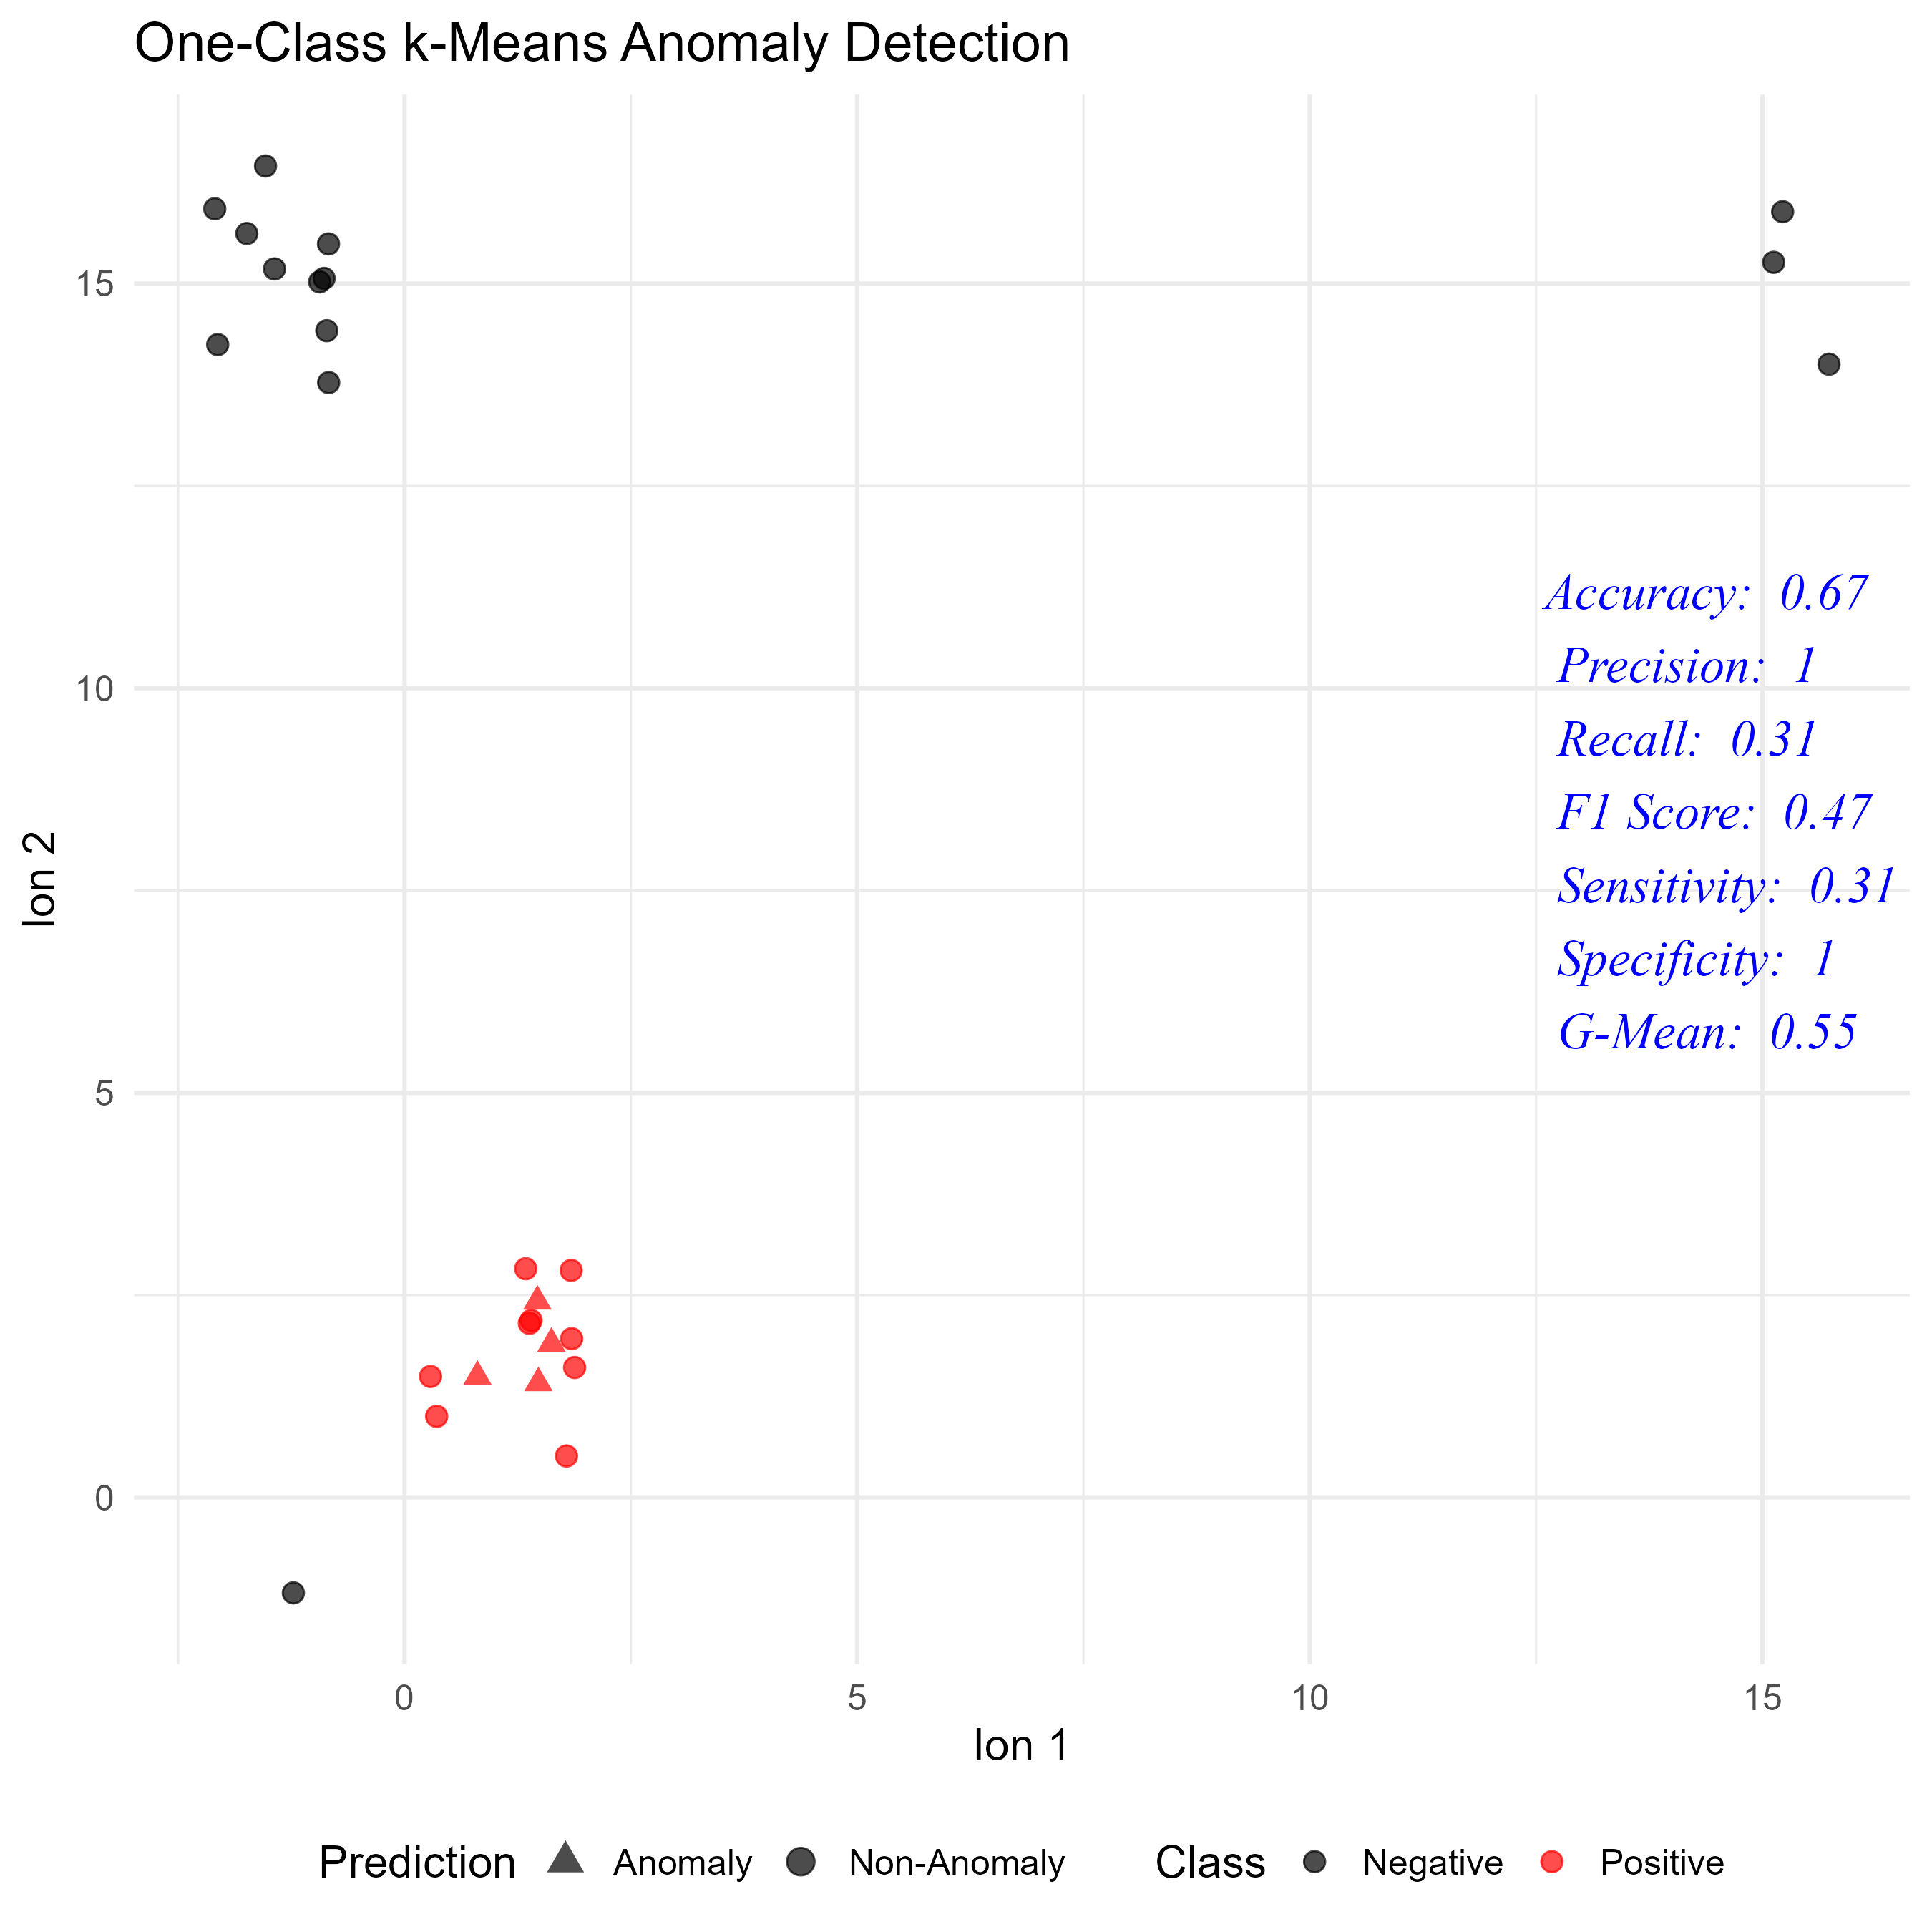 One-Class k-Means Anomaly Detection
15
10
5
0
Ion 2
Accuracy: 0.67
Precision: 1
Recall: 0.31
F1 Score: 0.47
Sensitivity: 0.31
Specificity: 1
G-Mean: 0.55
0 5 10 15
Ion 1
Prediction Anomaly Non-Anomaly Class Negative Positive